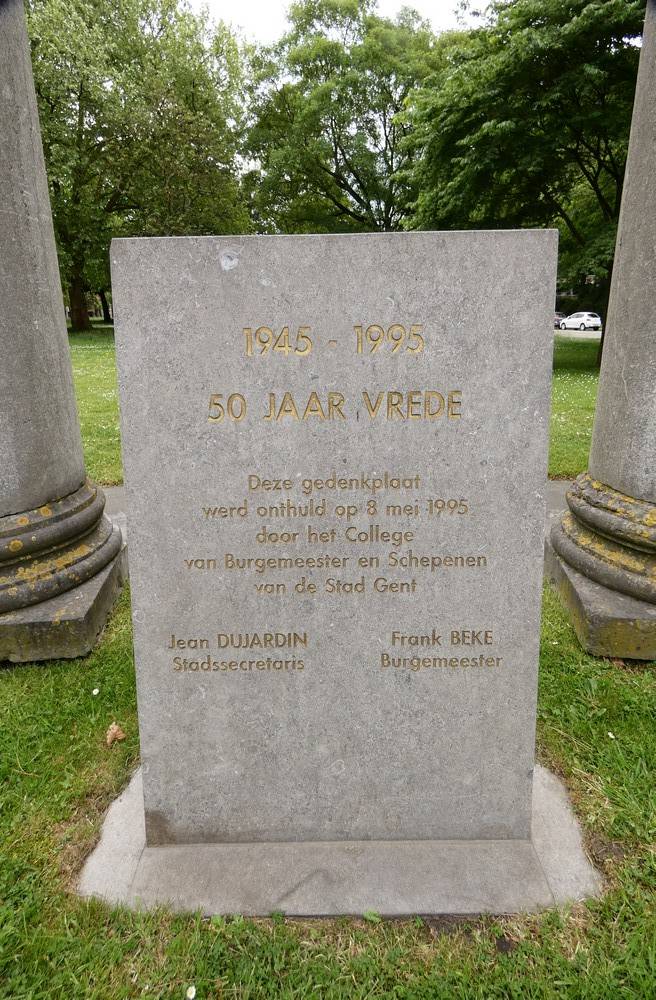 1945 - 1995
50 JAAR VREDE
Deze gedenkplaat
werd onthuld op 8 mei 1995
door het College
van Burgemeester en Schepenen
van de Stad Gent
Jean DUJARDIN
Stadssecretaris
Frank BEKE
Burgemeester